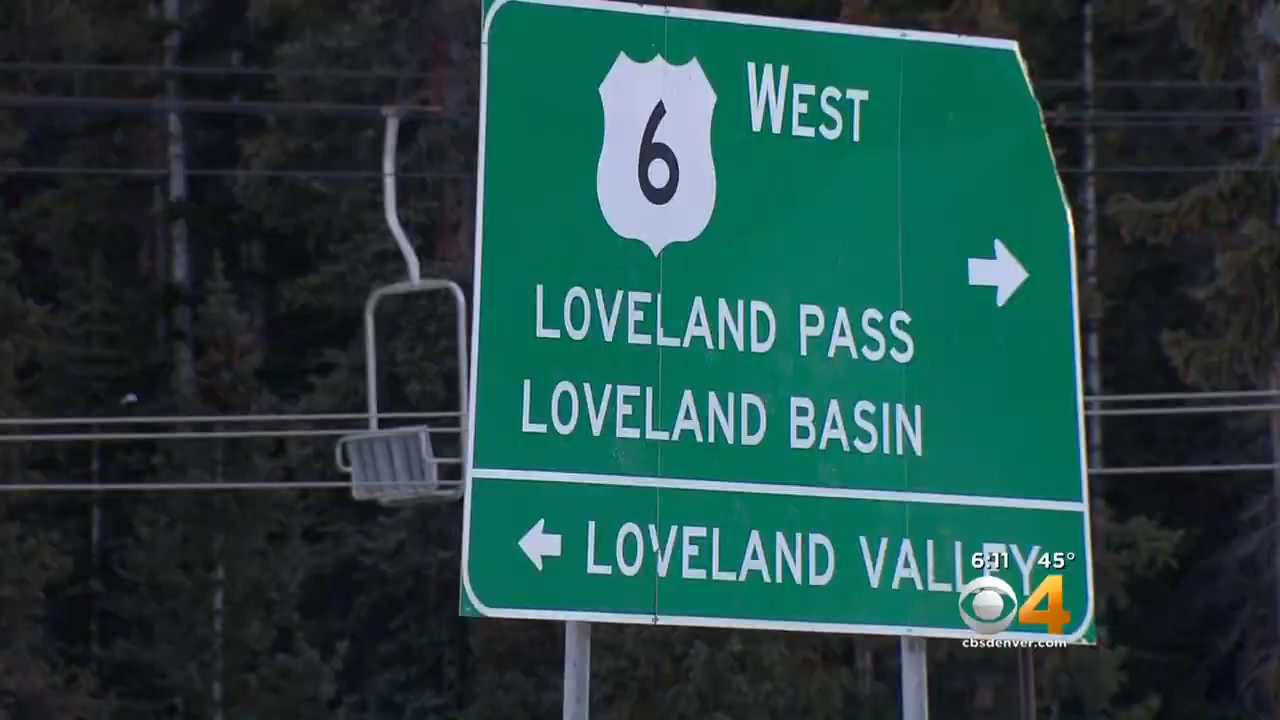 6 WEST
LOVELAND PASS
LOVELAND BASIN
LOVELAND VALLEY
6:11 45°
4
cbsdenver.com